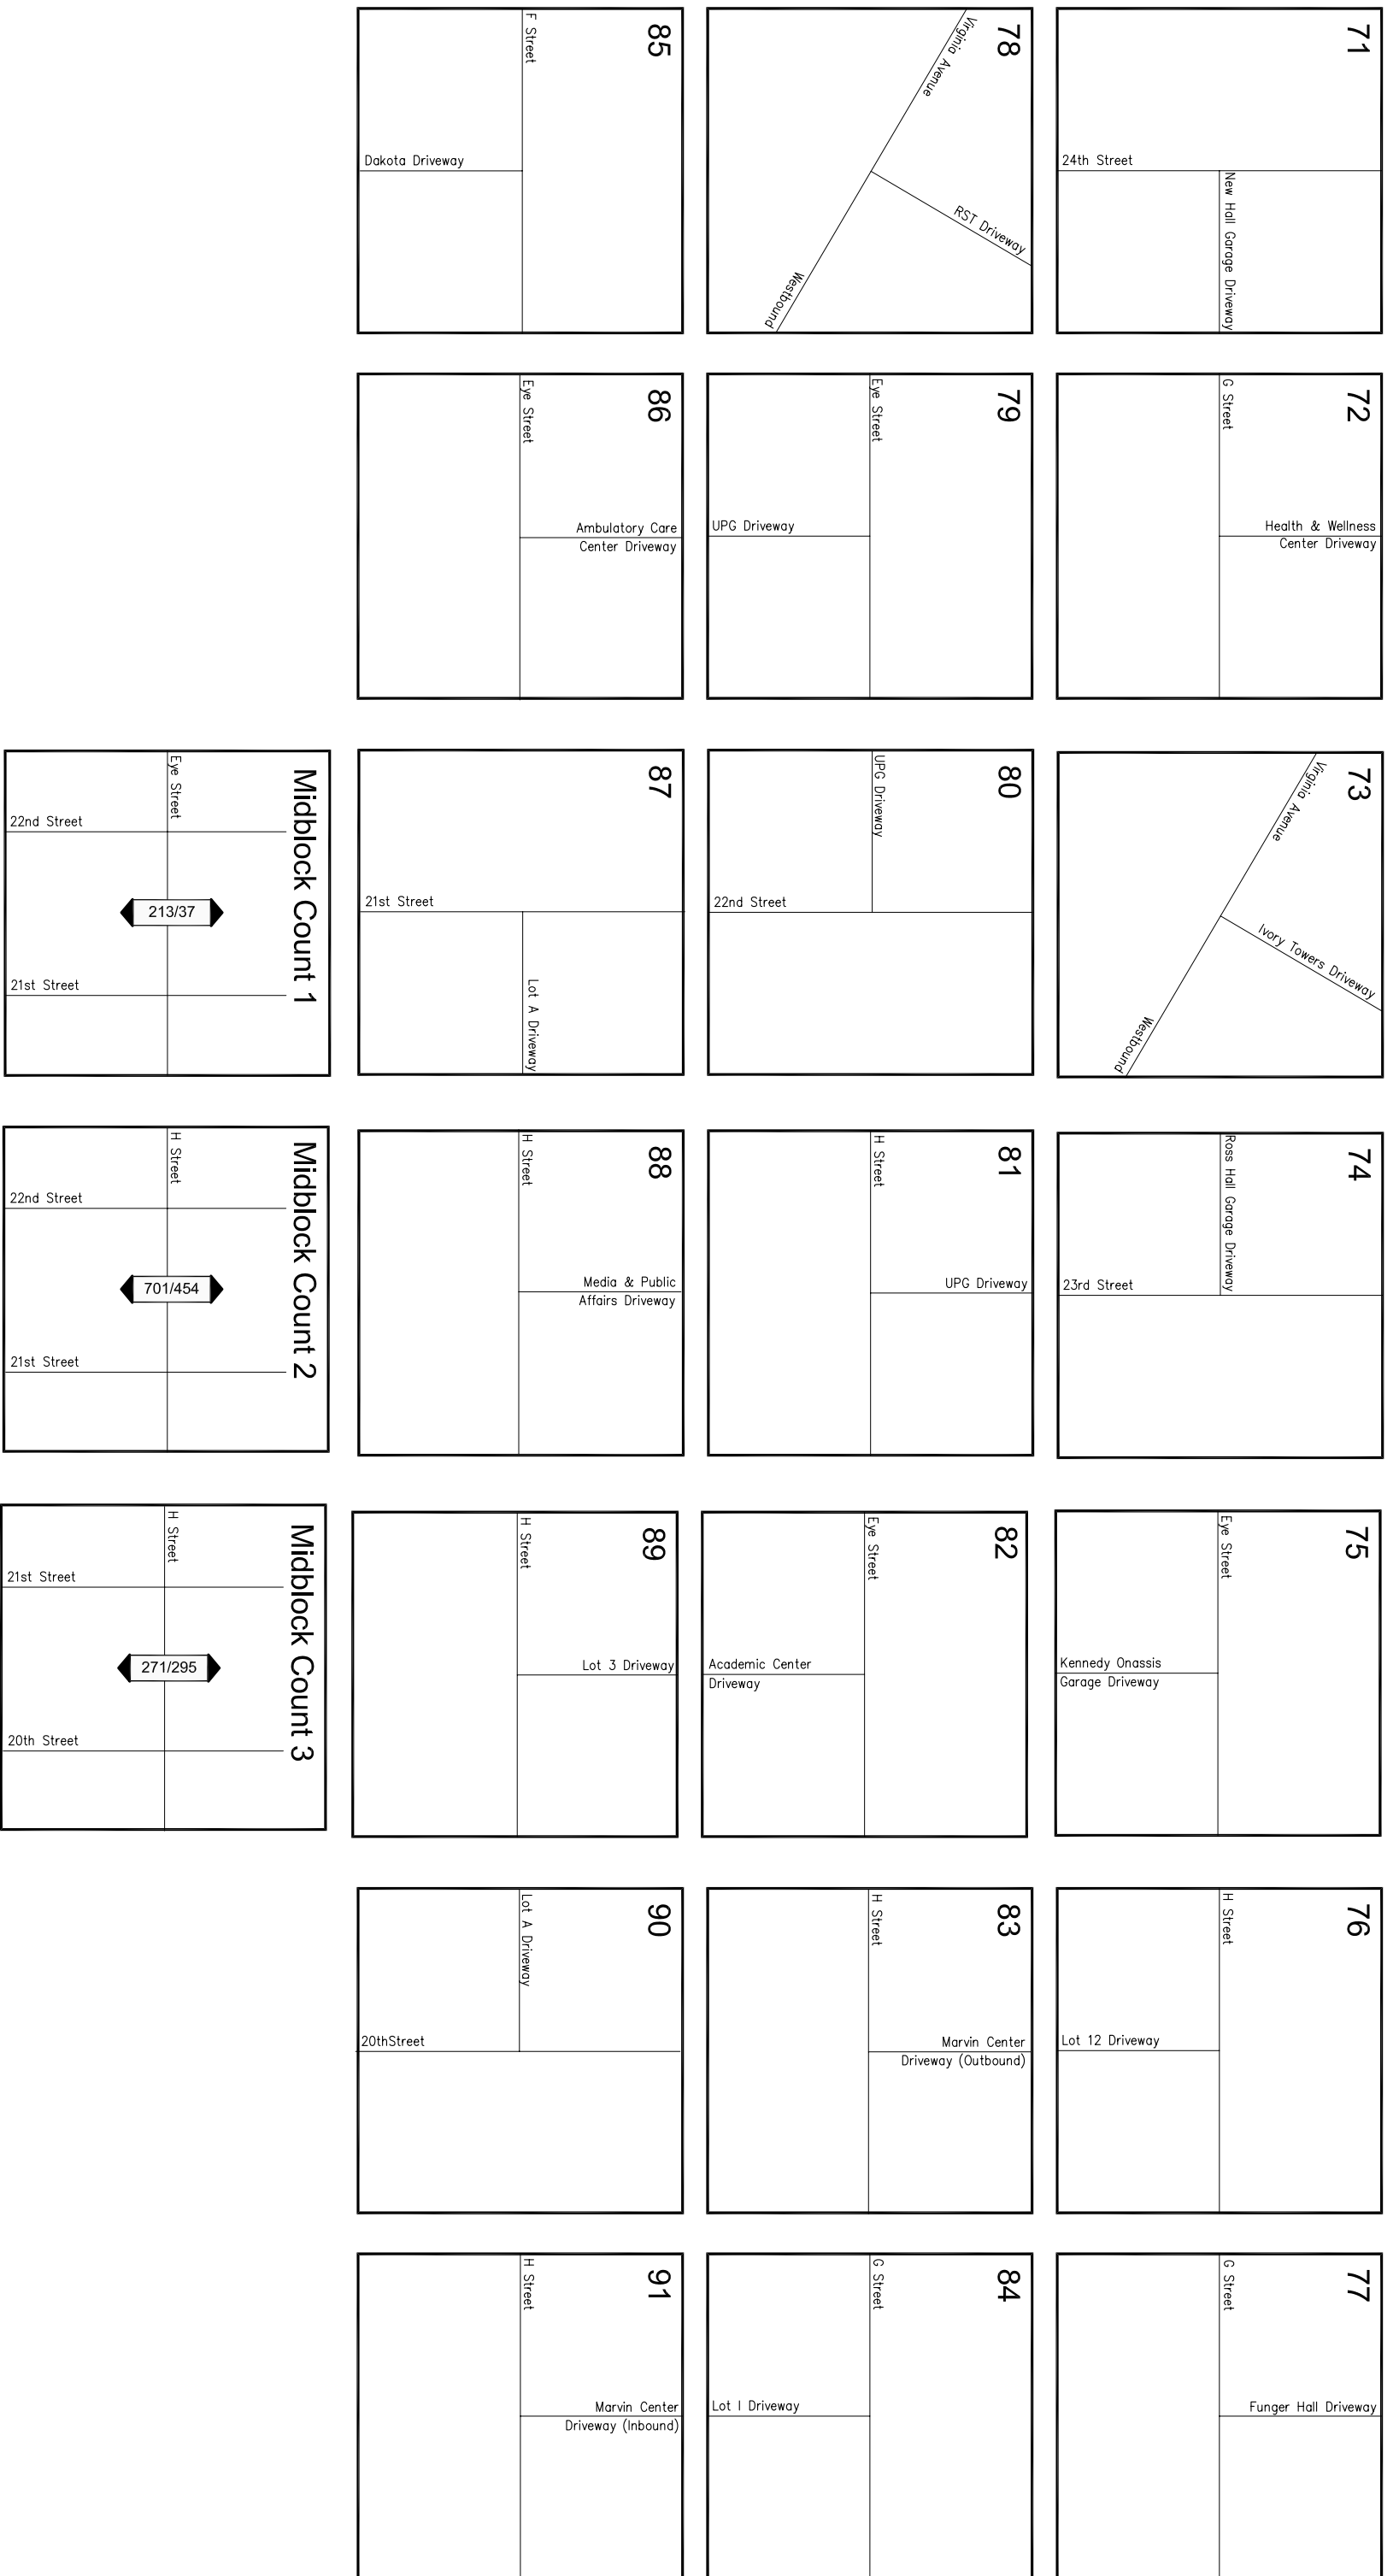 71
24th Street
New Hall Garage Driveway
72
G Street
Health & Wellness
Center Driveway
73
Virginia Avenue
Ivory Towers Driveway
Westbound
74
Ross Hall Garage Driveway
23rd Street
75
Eye Street
Kennedy Onassis
Garage Driveway
76
H Street
Lot 12 Driveway
77
G Street
Funger Hall Driveway
78
Virginia Avenue
RST Driveway
Westbound
79
Eye Street
UPG Driveway
80
UPG Driveway
22nd Street
81
H Street
UPG Driveway
82
Eye Street
Academic Center
Driveway
83
H Street
Marvin Center
Driveway (Outbound)
84
G Street
Lot I Driveway
85
F Street
Dakota Driveway
86
Eye Street
Ambulatory Care
Center Driveway
87
21st Street
Lot A Driveway
88
H Street
Media & Public
Affairs Driveway
89
H Street
Lot 3 Driveway
90
Lot A Driveway
20thStreet
91
H Street
Marvin Center
Driveway (Inbound)
Midblock Count 1
Eye Street
22nd Street
213/37
21st Street
Midblock Count 2
H Street
22nd Street
701/454
21st Street
Midblock Count 3
H Street
21st Street
271/295
20th Street